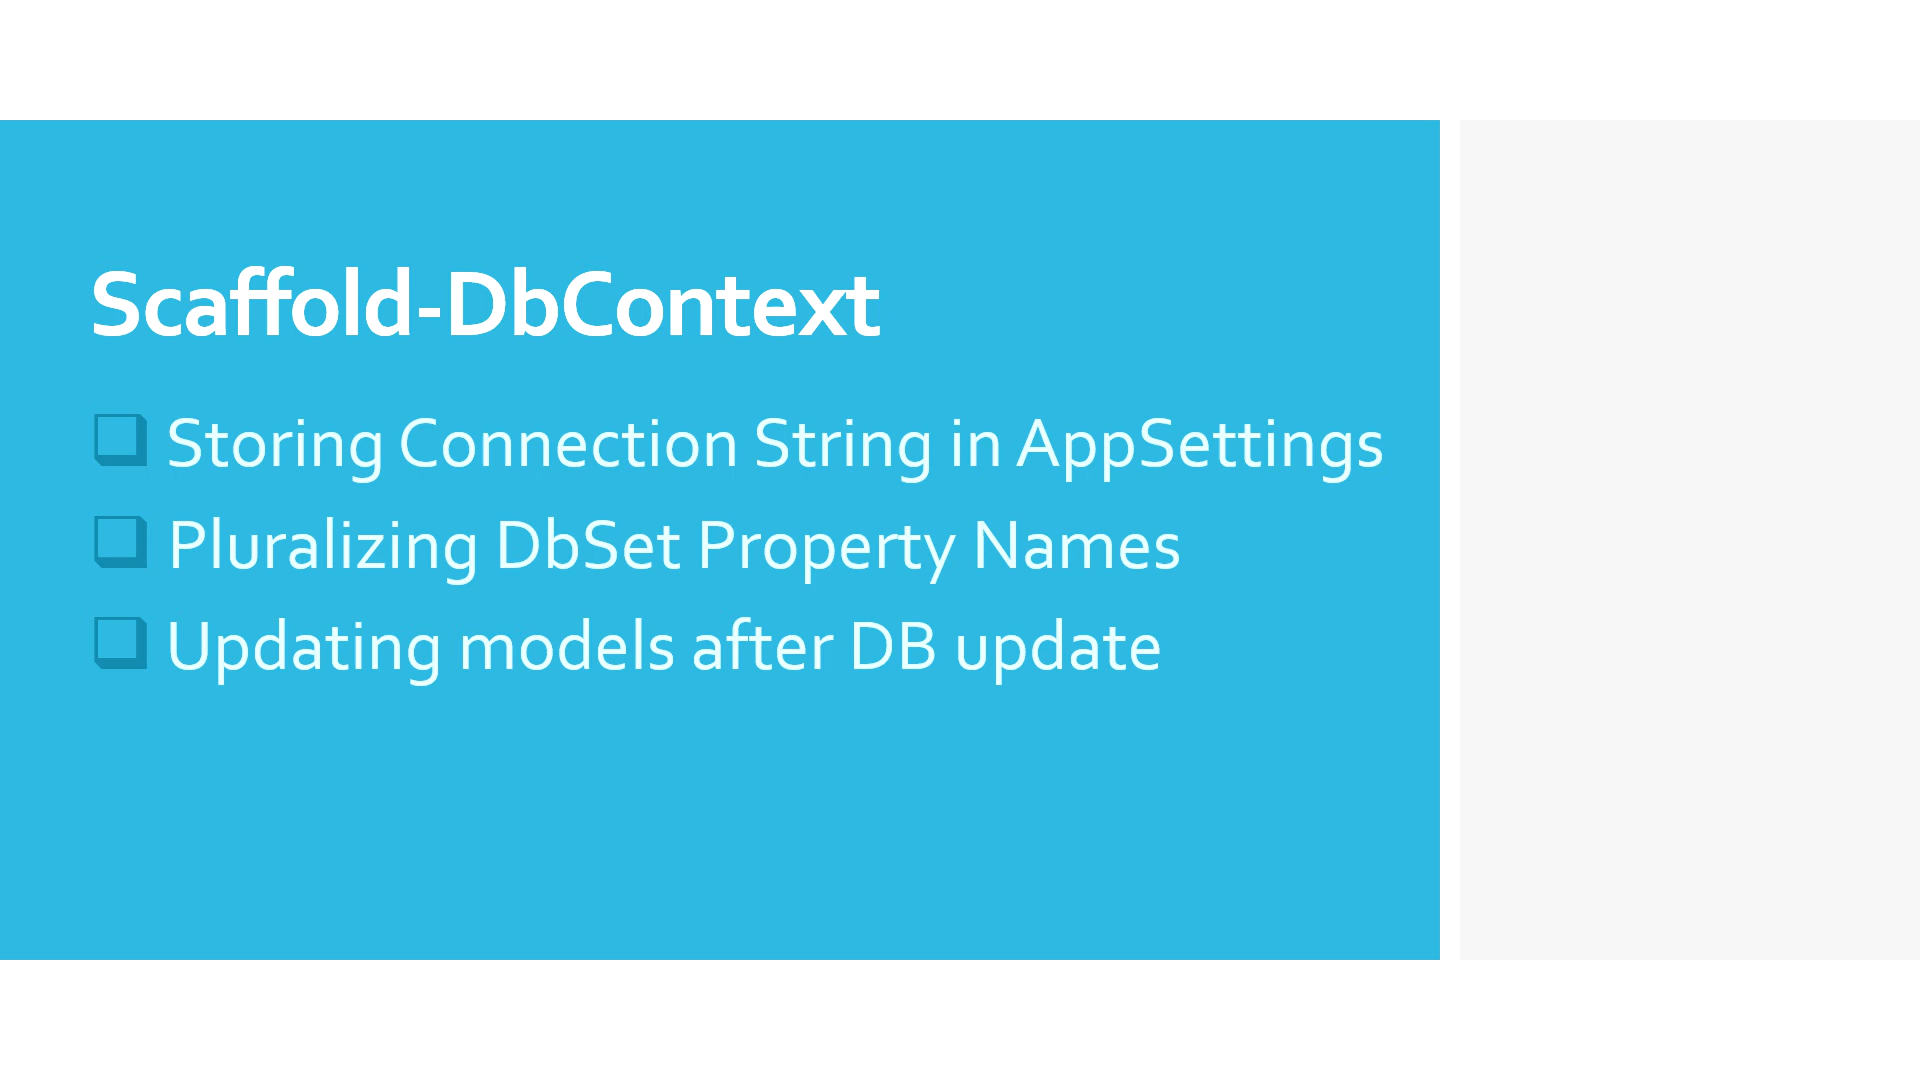 Scaffold-DbContext
Storing Connection String in AppSettings
Pluralizing DbSet Property Names
Updating models after DB update